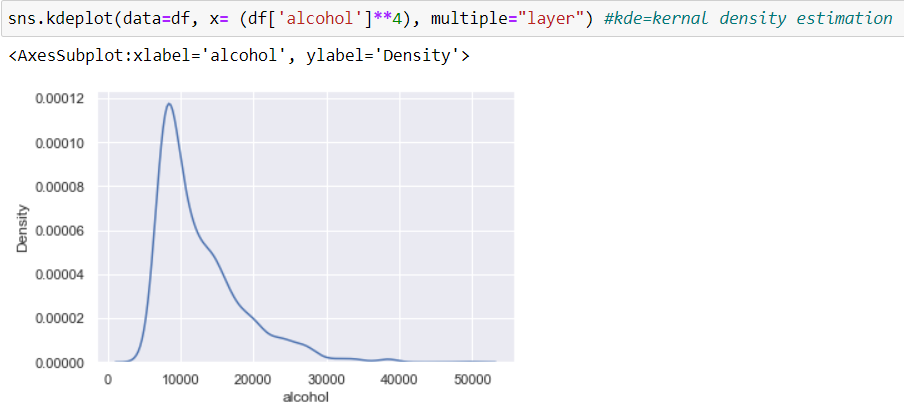 sns.kdeplot(data=df, x= (df['alcohol']**4), multiple="layer") #kde=kernal density estimation
<AxesSubplot:xlabel='alcohol', ylabel='Density'>
0.00012
0.00010
0.00008
0.00006
0.00004
0.00002
0.00000
Density
0 10000 20000 30000 40000 50000
alcohol